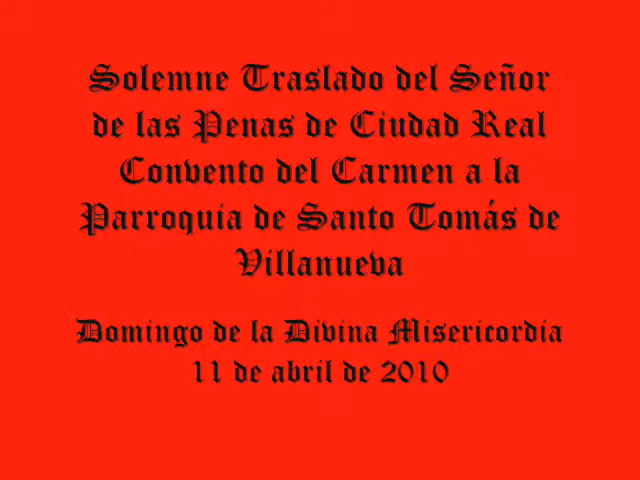 Solemne Traslado del Señor
de las Penas de Ciudad Real
Convento del Carmen a la
Parroquia de Santo Tomás de
Villanueva
Domingo de la Divina Misericordia
11 de abril de 2010